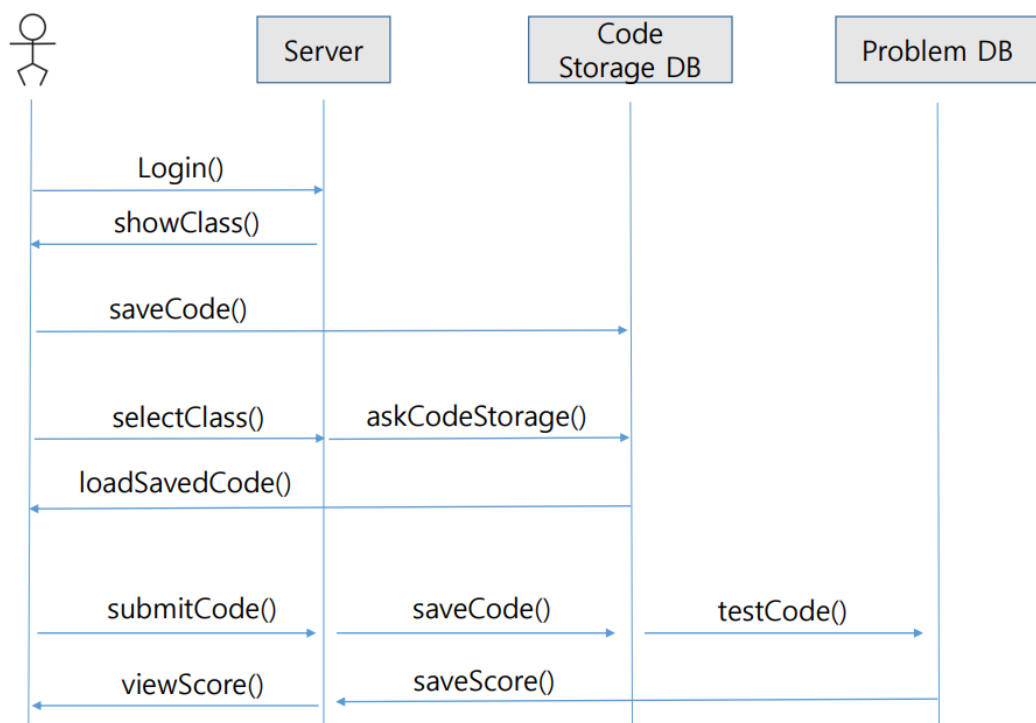 Server
Code
Storage DB
Problem DB
Login()
showClass()
saveCode()
selectClass()
askCodeStorage()
loadSavedCode()
submitCode()
saveCode()
testCode()
viewScore()
saveScore()